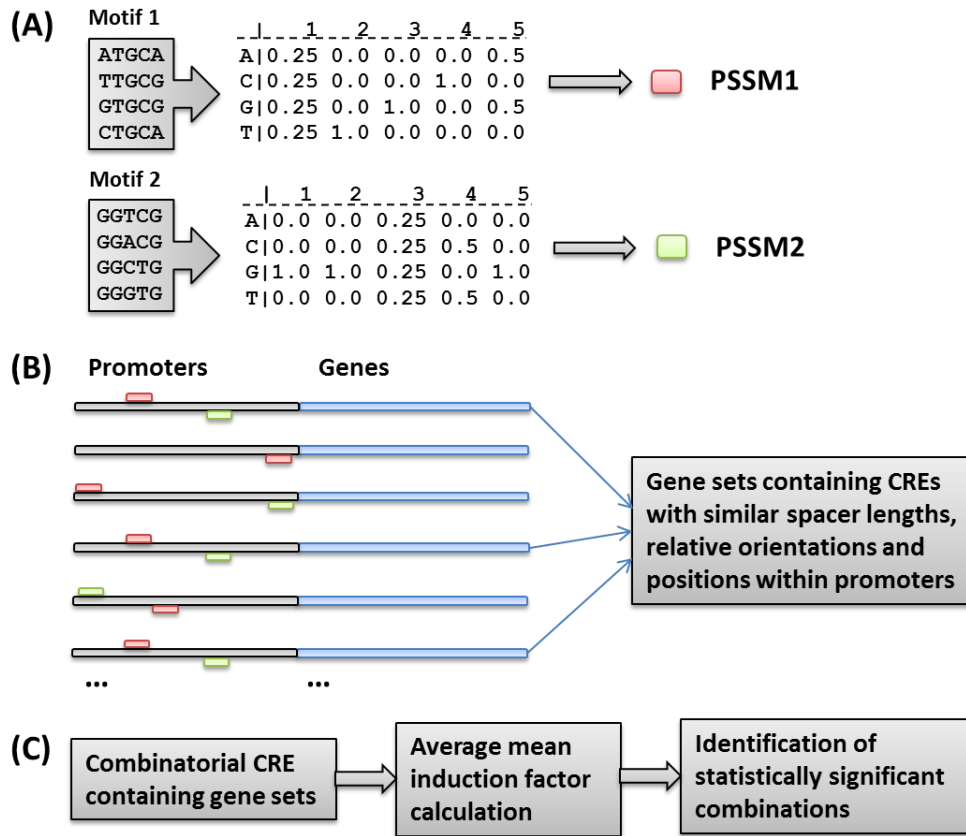 (A)
Motif 1
ATGCA
TTGCG
GTGCG
CTGCA
| 1 2 3 4 5
A|0.25 0.0 0.0 0.0 0.5
C|0.25 0.0 0.0 1.0 0.0
G|0.25 0.0 1.0 0.0 0.5
T|0.25 1.0 0.0 0.0 0.0
PSSM1
Motif 2
GGTCG
GGACG
GGCTG
GGGTG
| 1 2 3 4 5
A|0.0 0.0 0.25 0.0 0.0
C|0.0 0.0 0.25 0.5 0.0
G|1.0 1.0 0.25 0.0 1.0
T|0.0 0.0 0.25 0.5 0.0
PSSM2
(B)
Promoters Genes
Gene sets containing CREs
with similar spacer lengths,
relative orientations and
positions within promoters
... ...
(C)
Combinatorial CRE
containing gene sets
Average mean
induction factor
calculation
Identification of
statistically significant
combinations